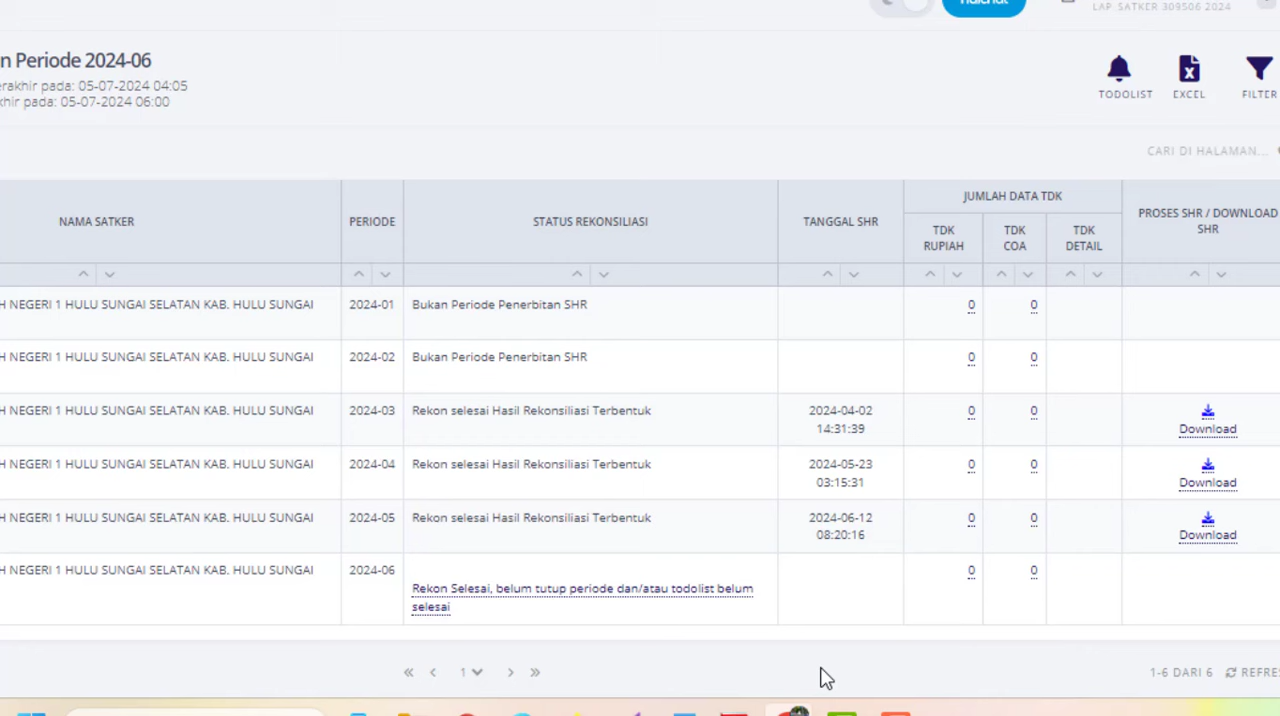 LAP SATKER 309506 2024
n Periode 2024-06
erakhir pada: 05-07-2024 04:05
khir pada: 05-07-2024 06:00
TODOLIST EXCEL FILTER
CARI DI HALAMAN...
NAMA SATKER PERIODE STATUS REKONSILIASI TANGGAL SHR JUMLAH DATA TDK PROSES SHR / DOWNLOAD SHR
TDK RUPIAH TDK COA TDK DETAIL
H NEGERI 1 HULU SUNGAI SELATAN KAB. HULU SUNGAI 2024-01 Bukan Periode Penerbitan SHR 0 0
H NEGERI 1 HULU SUNGAI SELATAN KAB. HULU SUNGAI 2024-02 Bukan Periode Penerbitan SHR 0 0
H NEGERI 1 HULU SUNGAI SELATAN KAB. HULU SUNGAI 2024-03 Rekon selesai Hasil Rekonsiliasi Terbentuk 2024-04-02 0 0
14:31:39 Download
H NEGERI 1 HULU SUNGAI SELATAN KAB. HULU SUNGAI 2024-04 Rekon selesai Hasil Rekonsiliasi Terbentuk 2024-05-23 0 0
03:15:31 Download
H NEGERI 1 HULU SUNGAI SELATAN KAB. HULU SUNGAI 2024-05 Rekon selesai Hasil Rekonsiliasi Terbentuk 2024-06-12 0 0
08:20:16 Download
H NEGERI 1 HULU SUNGAI SELATAN KAB. HULU SUNGAI 2024-06 0 0
Rekon Selesai, belum tutup periode dan/atau todolist belum
selesai
« ‹ 1 › » 1-6 DARI 6 REFRE